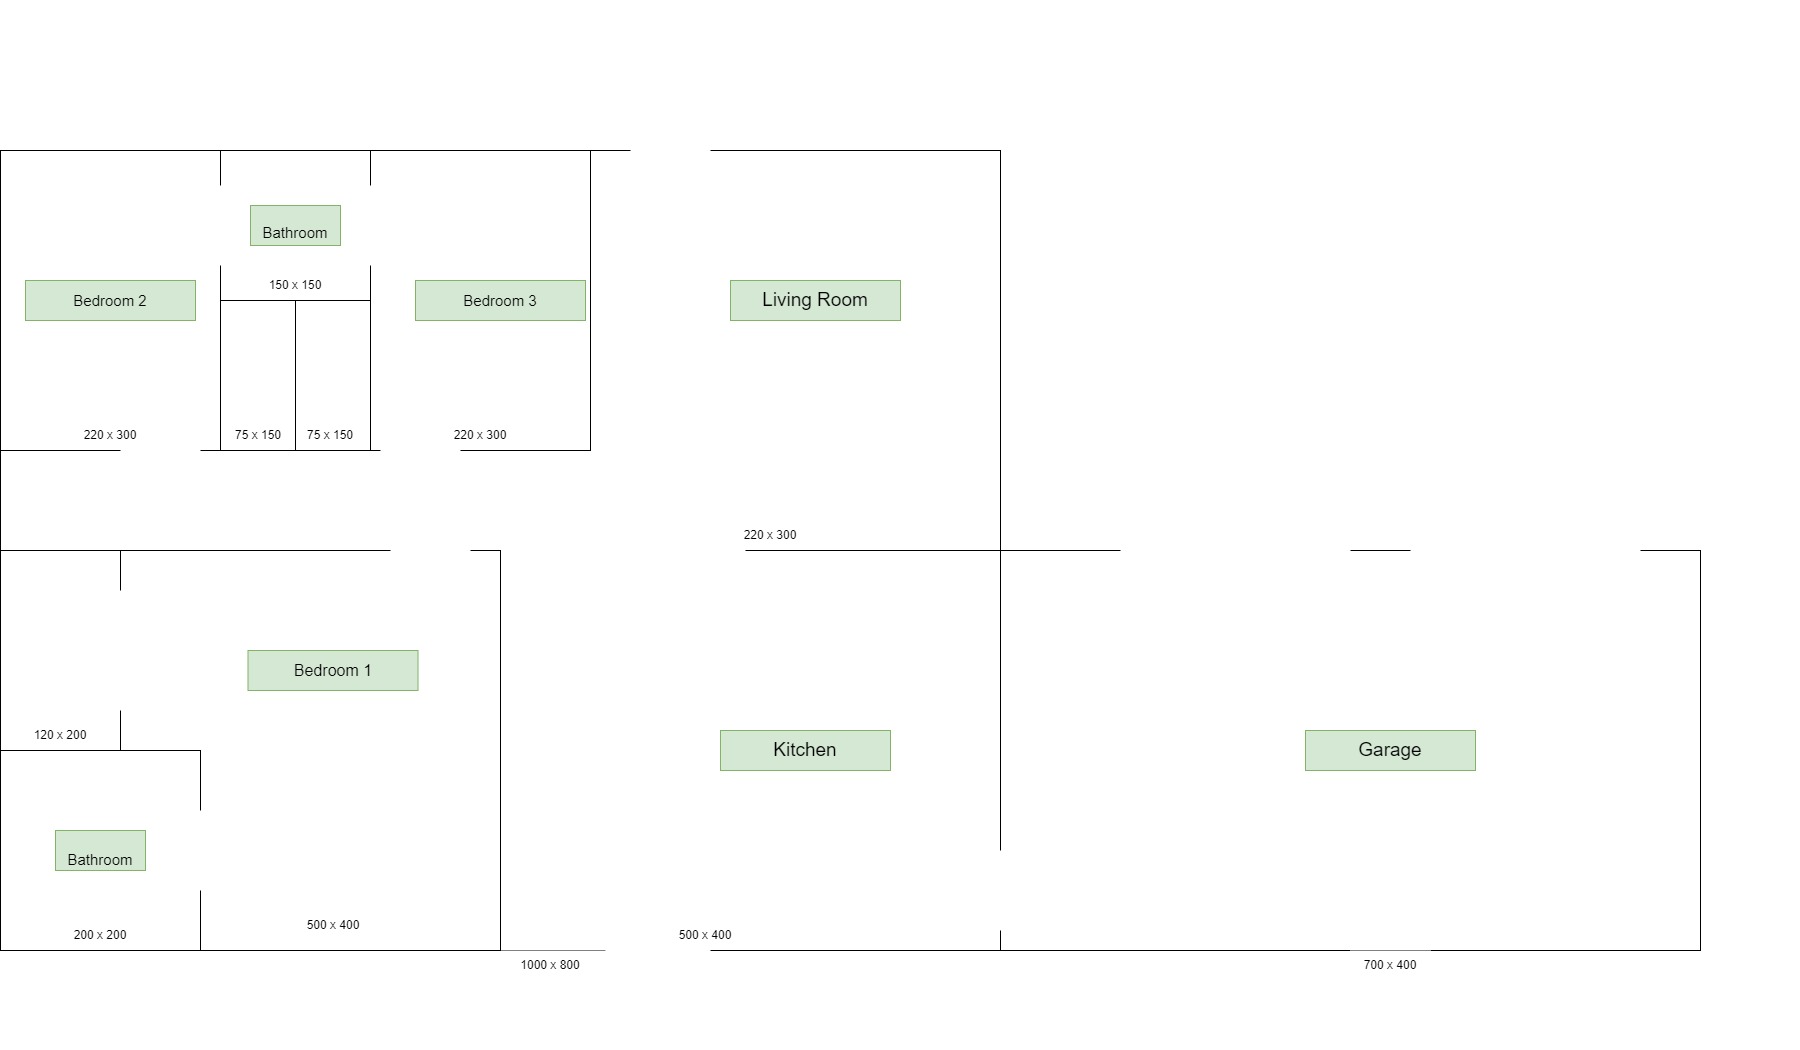 Bathroom
150 x 150
Bedroom 2
Bedroom 3
Living Room
220 x 300
75 x 150
75 x 150
220 x 300
220 x 300
Bedroom 1
120 x 200
Kitchen
Garage
Bathroom
200 x 200
500 x 400
500 x 400
1000 x 800
700 x 400